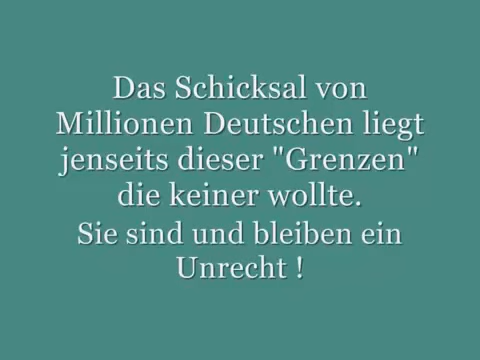 Das Schicksal von
Millionen Deutschen liegt
jenseits dieser "Grenzen"
die keiner wollte.
Sie sind und bleiben ein
Unrecht !